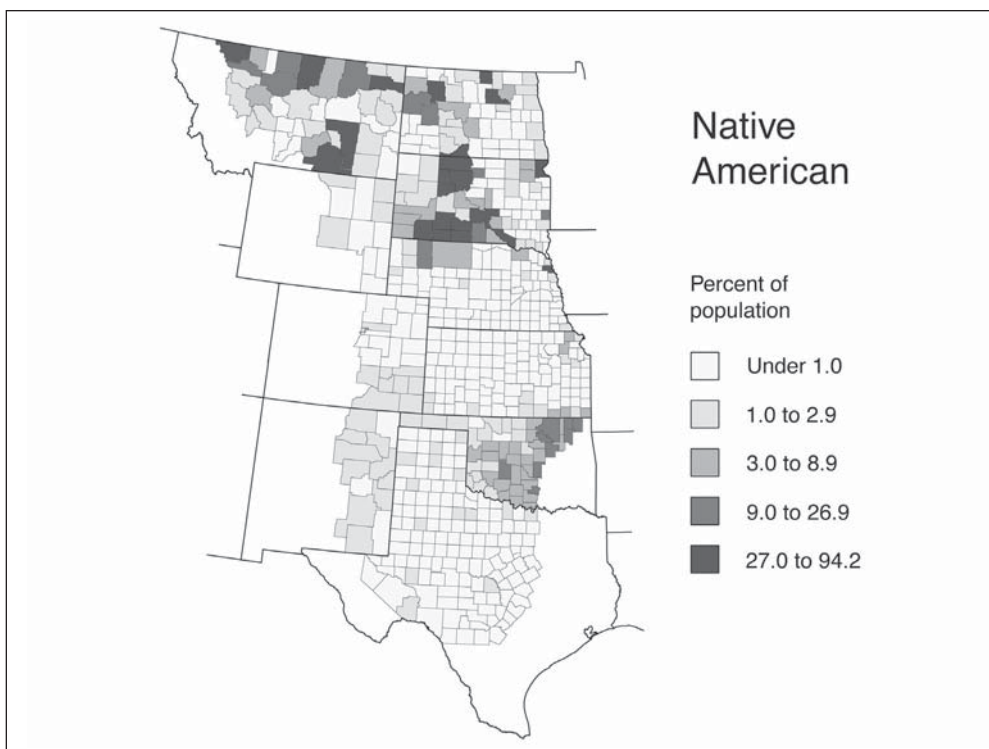 Native
American
Percent of
population
Under 1.0
1.0 to 2.9
3.0 to 8.9
9.0 to 26.9
27.0 to 94.2